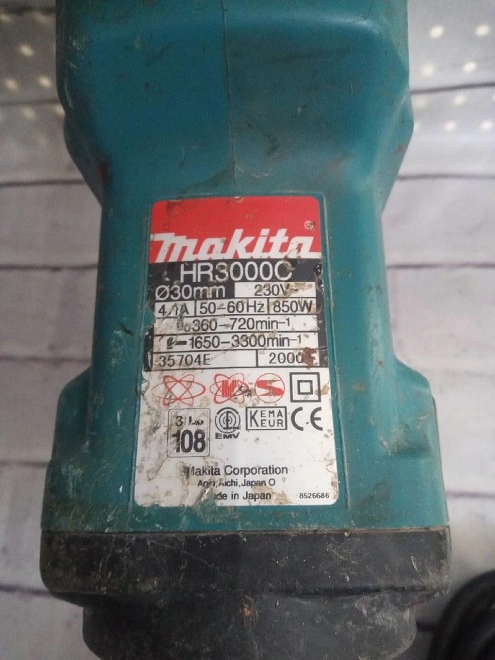 makita®
HR3000C
Ø30mm 230V~
4,1A 50-60Hz 850W
360-720min-1
1650-3300min-1
35704E
108
EMV
KEMA
KEUR
CE
Makita Corporation
Anjo, Aichi, Japan
Made in Japan 8526686